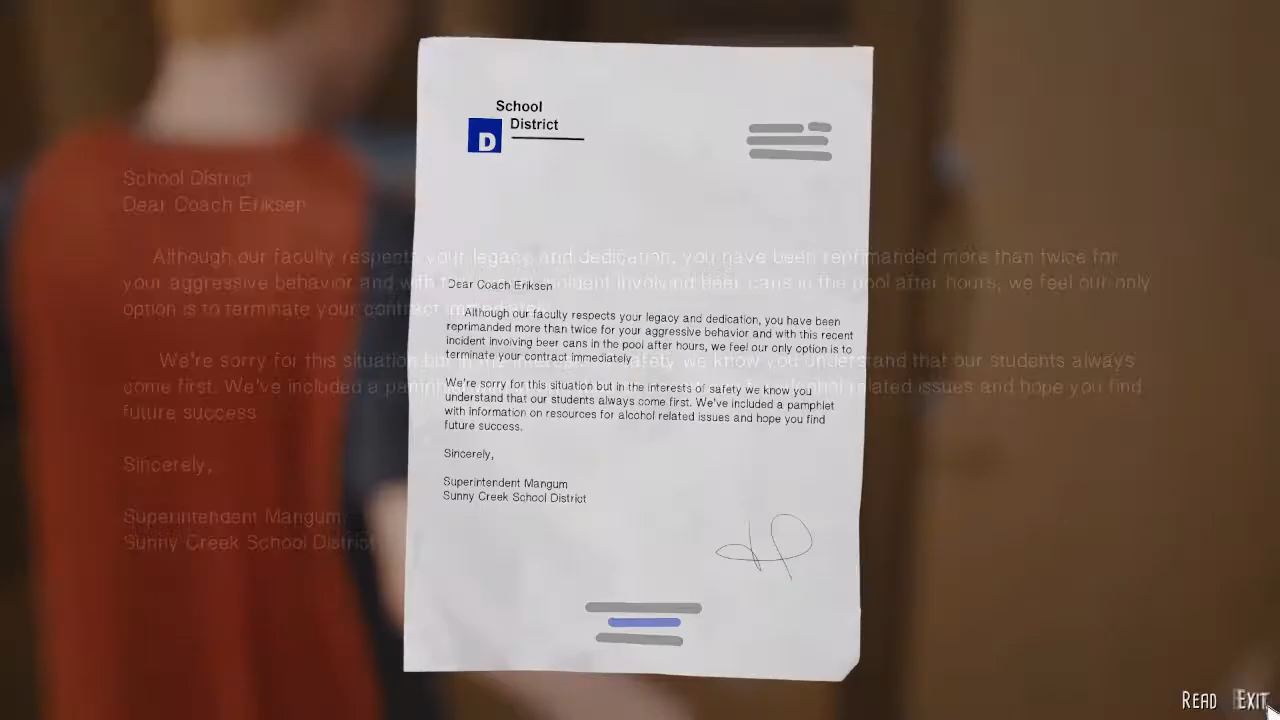 School
District
D
Dear Coach Eriksen
Although our faculty respects your legacy and dedication, you have been
reprimanded more than twice for your aggressive behavior and with this recent
incident involving beer cans in the pool after hours, we feel our only option is to
terminate your contract immediately.
We're sorry for this situation but in the interests of safety we know you
understand that our students always come first. We've included a pamphlet
with information on resources for alcohol related issues and hope you find
future success.
Sincerely,
Superintendent Mangum
Sunny Creek School District
School District
Dear Coach Eriksen
Although our faculty respects your legacy and dedication, you have been reprimanded more than twice for
your aggressive behavior and with incident involving beer cans in the pool after hours, we feel our only
option is to terminate your contract immediately.
We're sorry for this situation but in the interests of safety we know you understand that our students always
come first. We've included a pamphlet alcohol related issues and hope you find
future success.
Sincerely,
Superintendent Mangum
Sunny Creek School District
READ EXIT